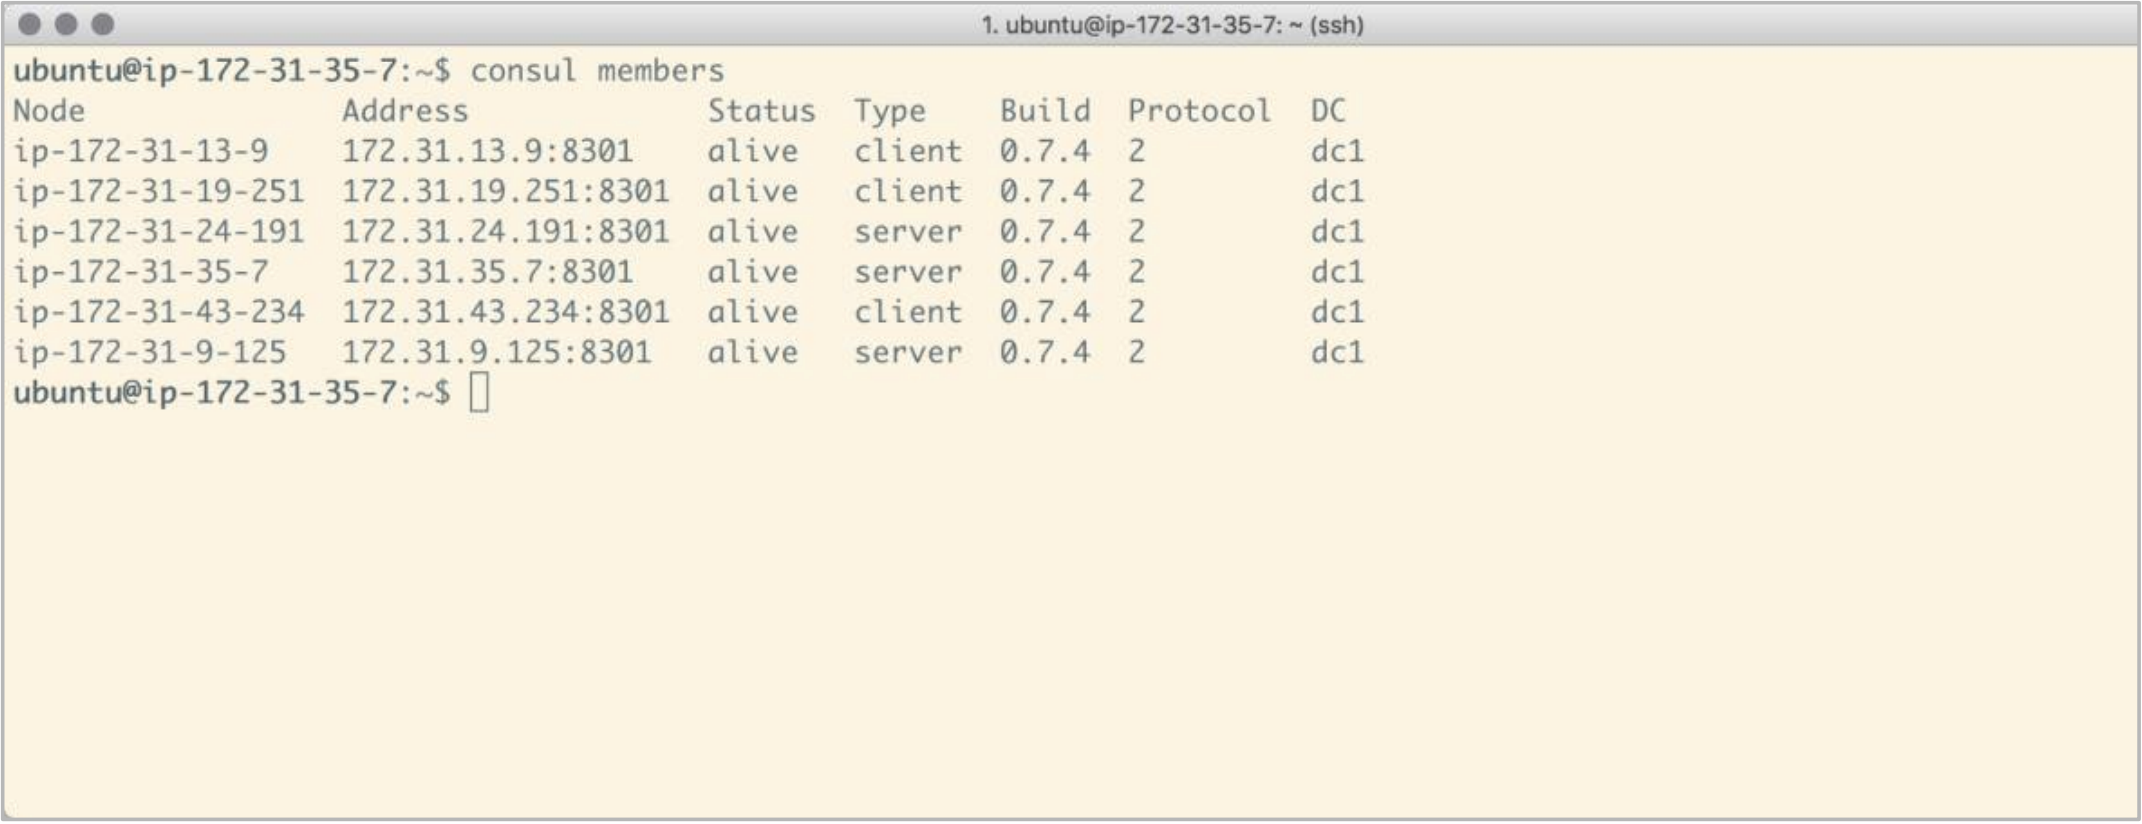 1. ubuntu@ip-172-31-35-7: ~ (ssh)
ubuntu@ip-172-31-35-7:~$ consul members
Node              Address             Status  Type    Build  Protocol  DC
ip-172-31-13-9    172.31.13.9:8301    alive   client  0.7.4  2         dc1
ip-172-31-19-251  172.31.19.251:8301  alive   client  0.7.4  2         dc1
ip-172-31-24-191  172.31.24.191:8301  alive   server  0.7.4  2         dc1
ip-172-31-35-7    172.31.35.7:8301    alive   server  0.7.4  2         dc1
ip-172-31-43-234  172.31.43.234:8301  alive   client  0.7.4  2         dc1
ip-172-31-9-125   172.31.9.125:8301   alive   server  0.7.4  2         dc1
ubuntu@ip-172-31-35-7:~$